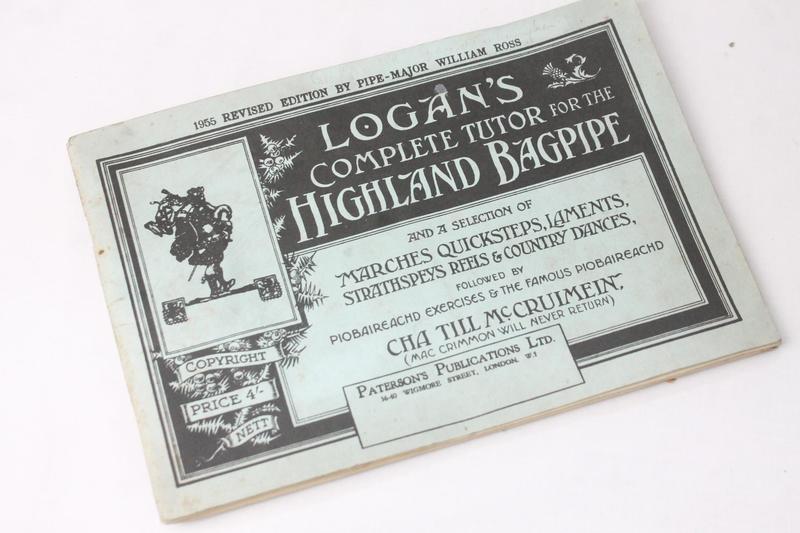 1955 REVISED EDITION BY PIPE-MAJOR WILLIAM ROSS
LOGAN'S
COMPLETE TUTOR FOR THE
HIGHLAND BAGPIPE
AND A SELECTION OF
MARCHES QUICKSTEPS, LAMENTS,
STRATHSPEYS REELS & COUNTRY DANCES,
FOLLOWED BY
PIOBAIREACHD EXERCISES & THE FAMOUS PIOBAIREACHD
CHA TILL McCRUIMEIN,
(MAC CRIMMON WILL NEVER RETURN)
PATERSON'S PUBLICATIONS LTD.
36-40 WIGMORE STREET, LONDON. W.1
COPYRIGHT
PRICE 4/-
NETT